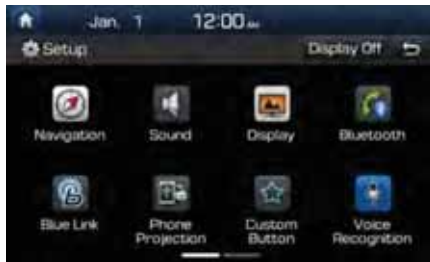 Jan. 1 12:00 AM
Setup Display Off
Navigation Sound Display Bluetooth
Blue Link Phone Projection Custom Button Voice Recognition